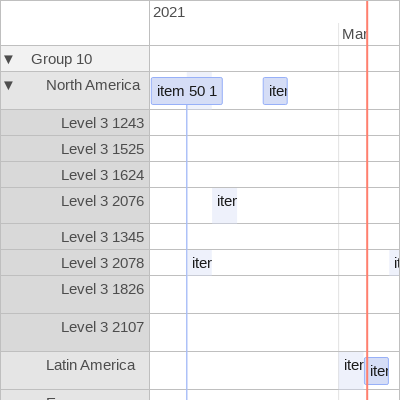 2021
Mar
▼ Group 10
▼ North America item 50 1 iter
Level 3 1243
Level 3 1525
Level 3 1624
Level 3 2076 iter
Level 3 1345
Level 3 2078 iter it
Level 3 1826
Level 3 2107
Latin America iter iter